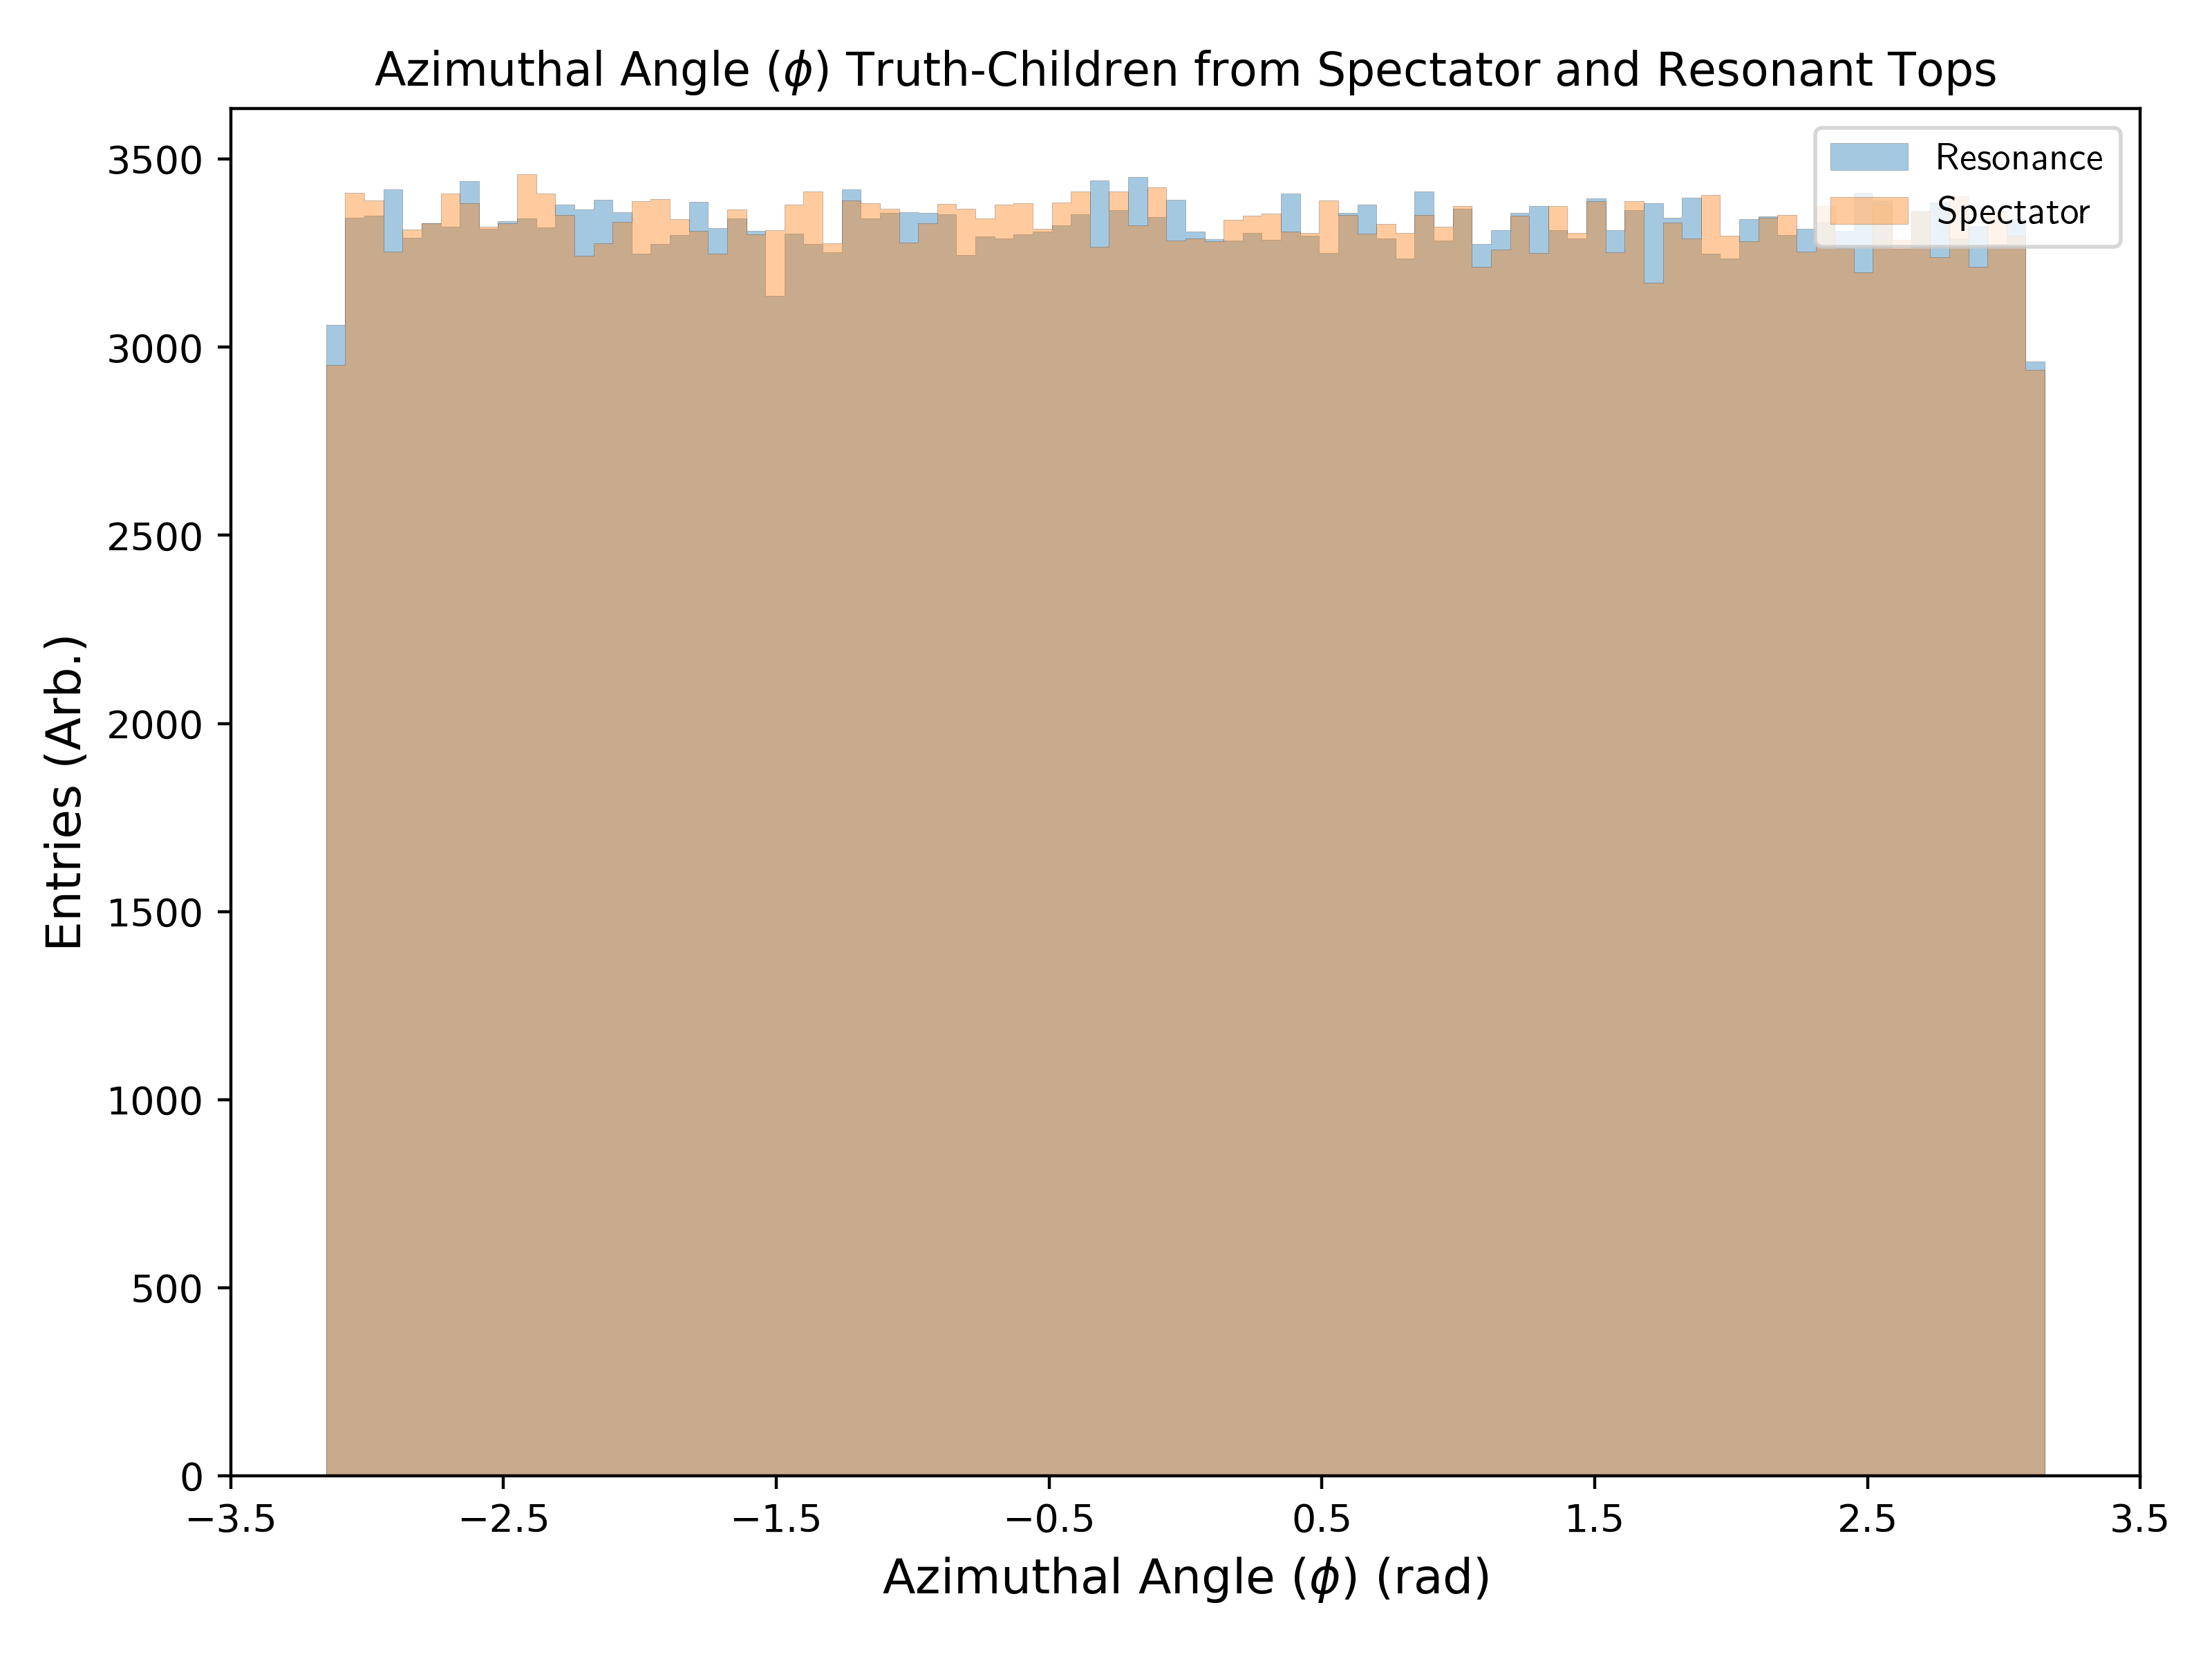 Azimuthal Angle (ϕ) Truth-Children from Spectator and Resonant Tops
Resonance
Spectator
3500
3000
2500
2000
1500
1000
500
0
Entries (Arb.)
−3.5 −2.5 −1.5 −0.5 0.5 1.5 2.5 3.5
Azimuthal Angle (ϕ) (rad)